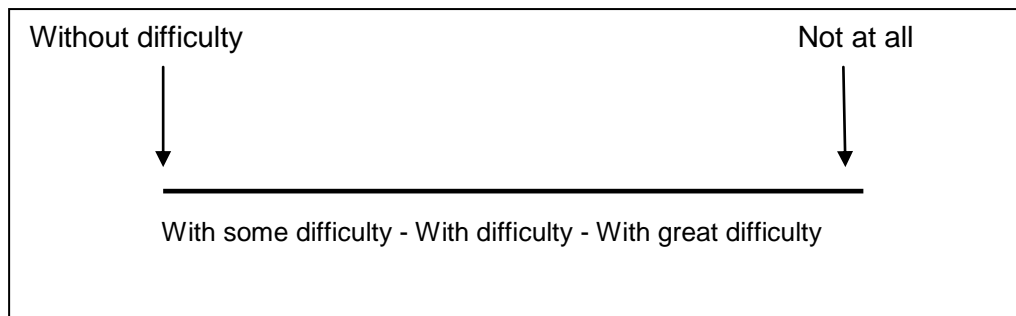 Without difficulty Not at all
With some difficulty - With difficulty - With great difficulty